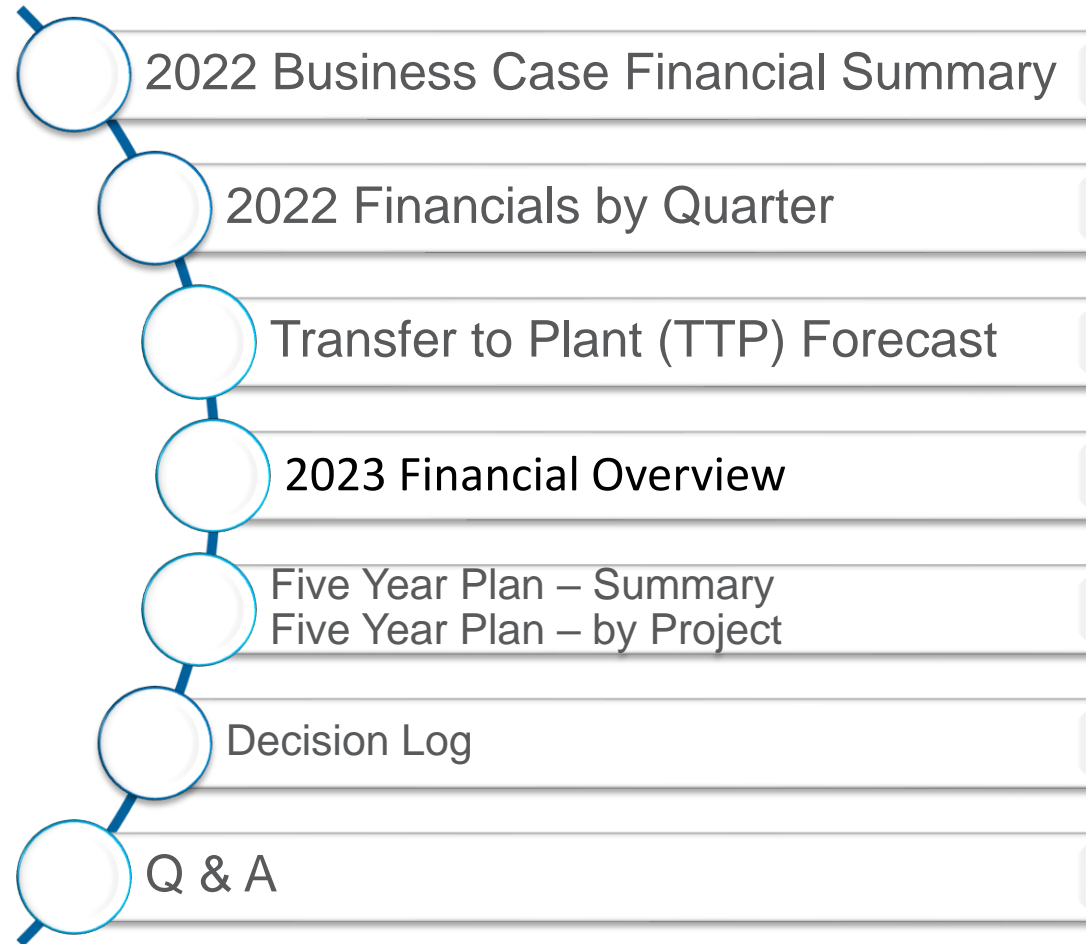 2022 Business Case Financial Summary
2022 Financials by Quarter
Transfer to Plant (TTP) Forecast
2023 Financial Overview
Five Year Plan – Summary
Five Year Plan – by Project
Decision Log
Q & A